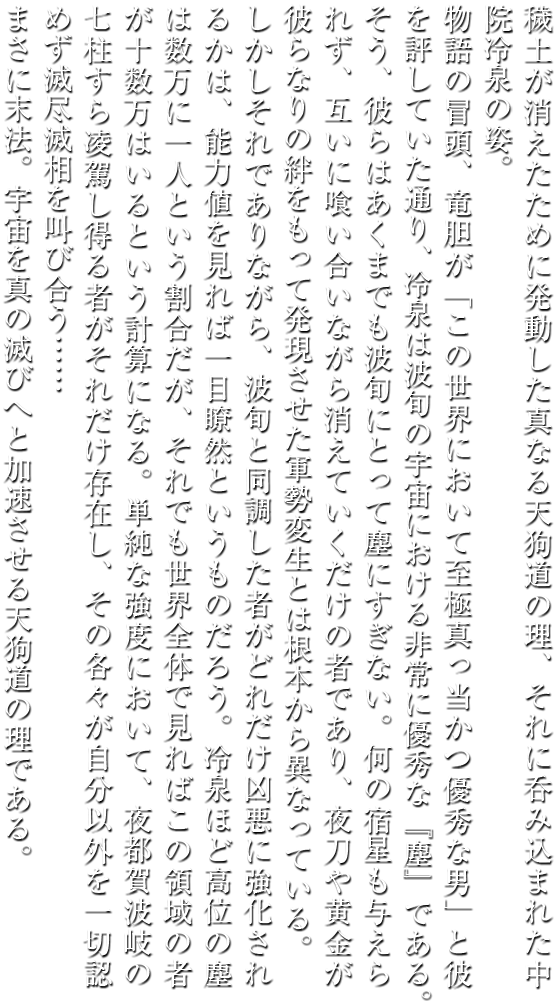 穢土が消えたために発動した真なる天狗道の理、それに呑み込まれた中
院冷泉の姿。
物語の冒頭、竜胆が「この世界において至極真っ当かつ優秀な男」と彼
を評していた通り、冷泉は波旬の宇宙における非常に優秀な『塵』である。
そう、彼らはあくまでも波旬にとって塵にすぎない。何の宿星も与えら
れず、互いに喰い合いながら消えていくだけの者であり、夜刀や黄金が
彼らなりの絆をもって発現させた軍勢変生とは根本から異なっている。
しかしそれでありながら、波旬と同調した者がどれだけ凶悪に強化され
るかは、能力値を見れば一目瞭然というものだろう。冷泉ほど高位の塵
は数万に一人という割合だが、それでも世界全体で見ればこの領域の者
が十数万はいるという計算になる。単純な強度において、夜都賀波岐の
七柱すら凌駕し得る者がそれだけ存在し、その各々が自分以外を一切認
めず滅尽滅相を叫び合う……
まさに末法。宇宙を真の滅びへと加速させる天狗道の理である。